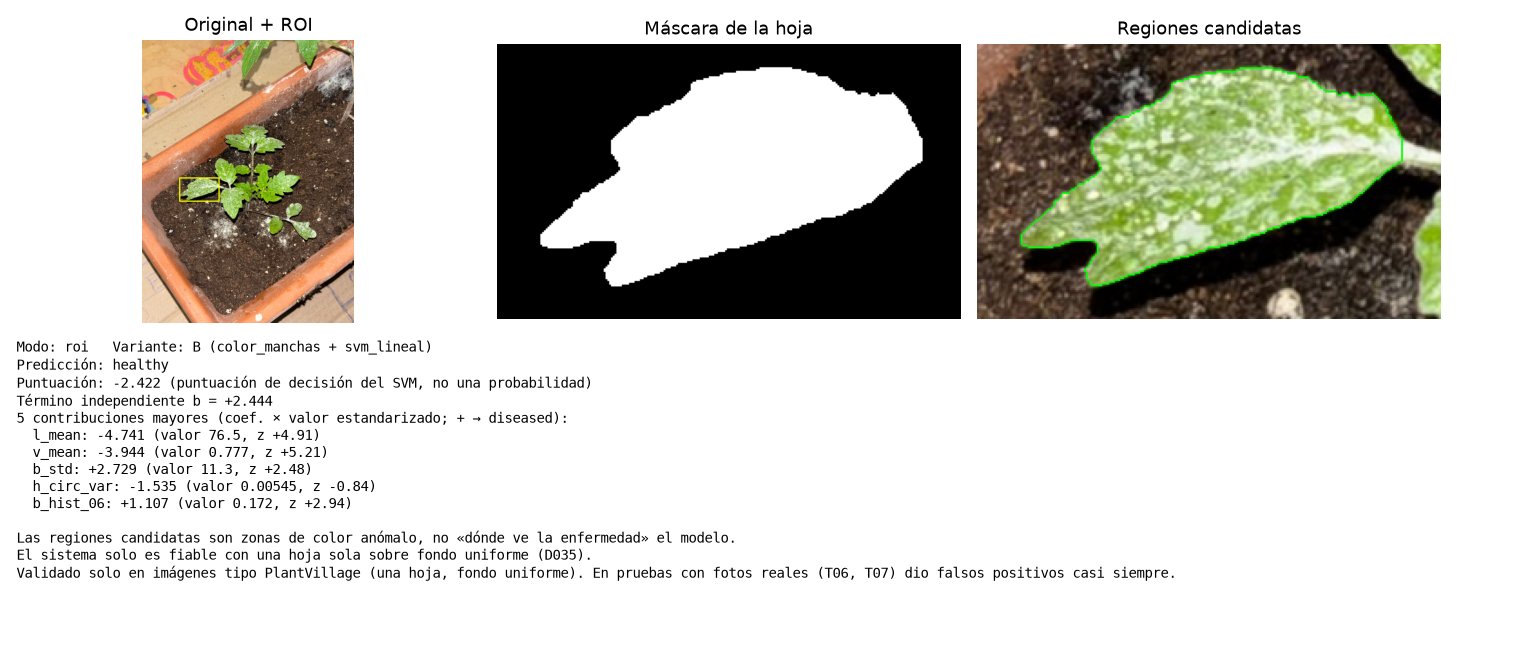 Original + ROI
Máscara de la hoja
Regiones candidatas
Modo: roi   Variante: B (color_manchas + svm_lineal)
Predicción: healthy
Puntuación: -2.422 (puntuación de decisión del SVM, no una probabilidad)
Término independiente b = +2.444
5 contribuciones mayores (coef. × valor estandarizado; + → diseased):
  l_mean: -4.741 (valor 76.5, z +4.91)
  v_mean: -3.944 (valor 0.777, z +5.21)
  b_std: +2.729 (valor 11.3, z +2.48)
  h_circ_var: -1.535 (valor 0.00545, z -0.84)
  b_hist_06: +1.107 (valor 0.172, z +2.94)
Las regiones candidatas son zonas de color anómalo, no «dónde ve la enfermedad» el modelo.
El sistema solo es fiable con una hoja sola sobre fondo uniforme (D035).
Validado solo en imágenes tipo PlantVillage (una hoja, fondo uniforme). En pruebas con fotos reales (T06, T07) dio falsos positivos casi siempre.